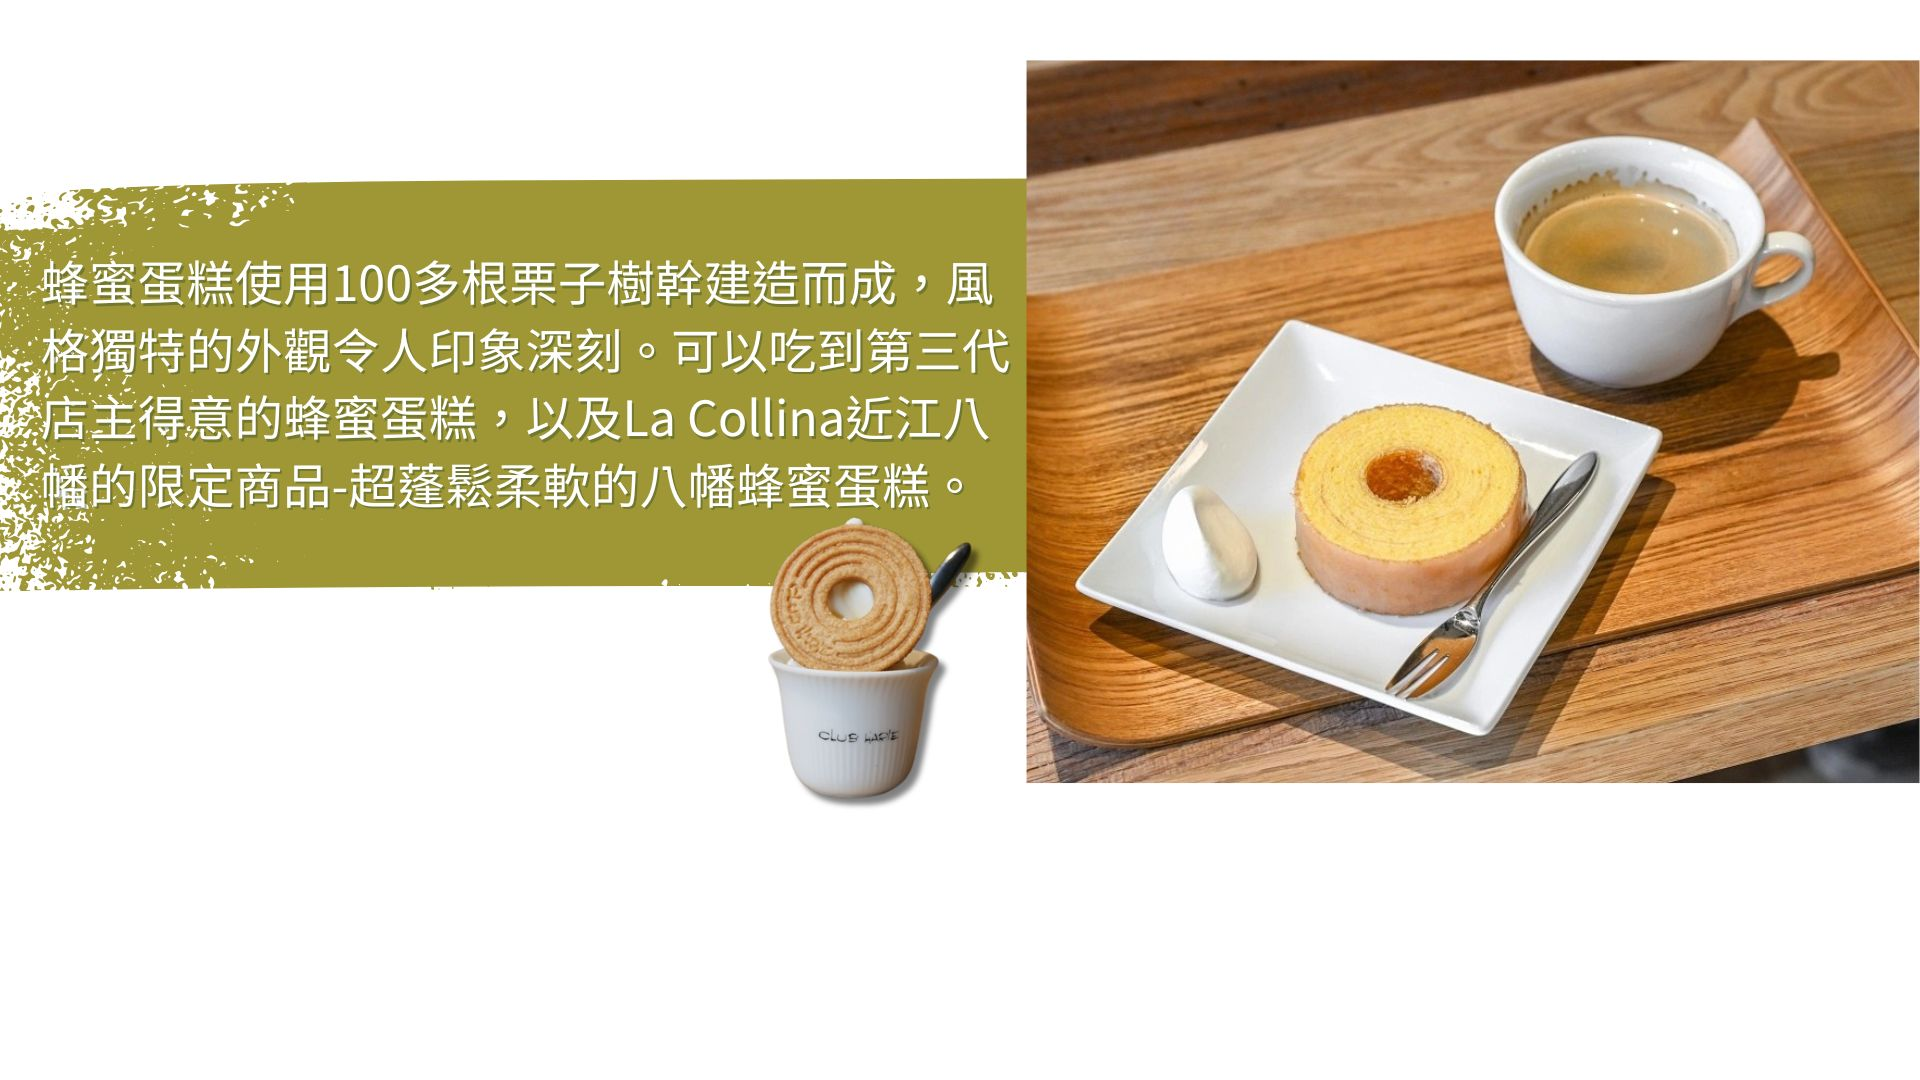 蜂蜜蛋糕使用100多根栗子樹幹建造而成，風
格獨特的外觀令人印象深刻。可以吃到第三代
店主得意的蜂蜜蛋糕，以及La Collina近江八
幡的限定商品-超蓬鬆柔軟的八幡蜂蜜蛋糕。
CLUB HARIE